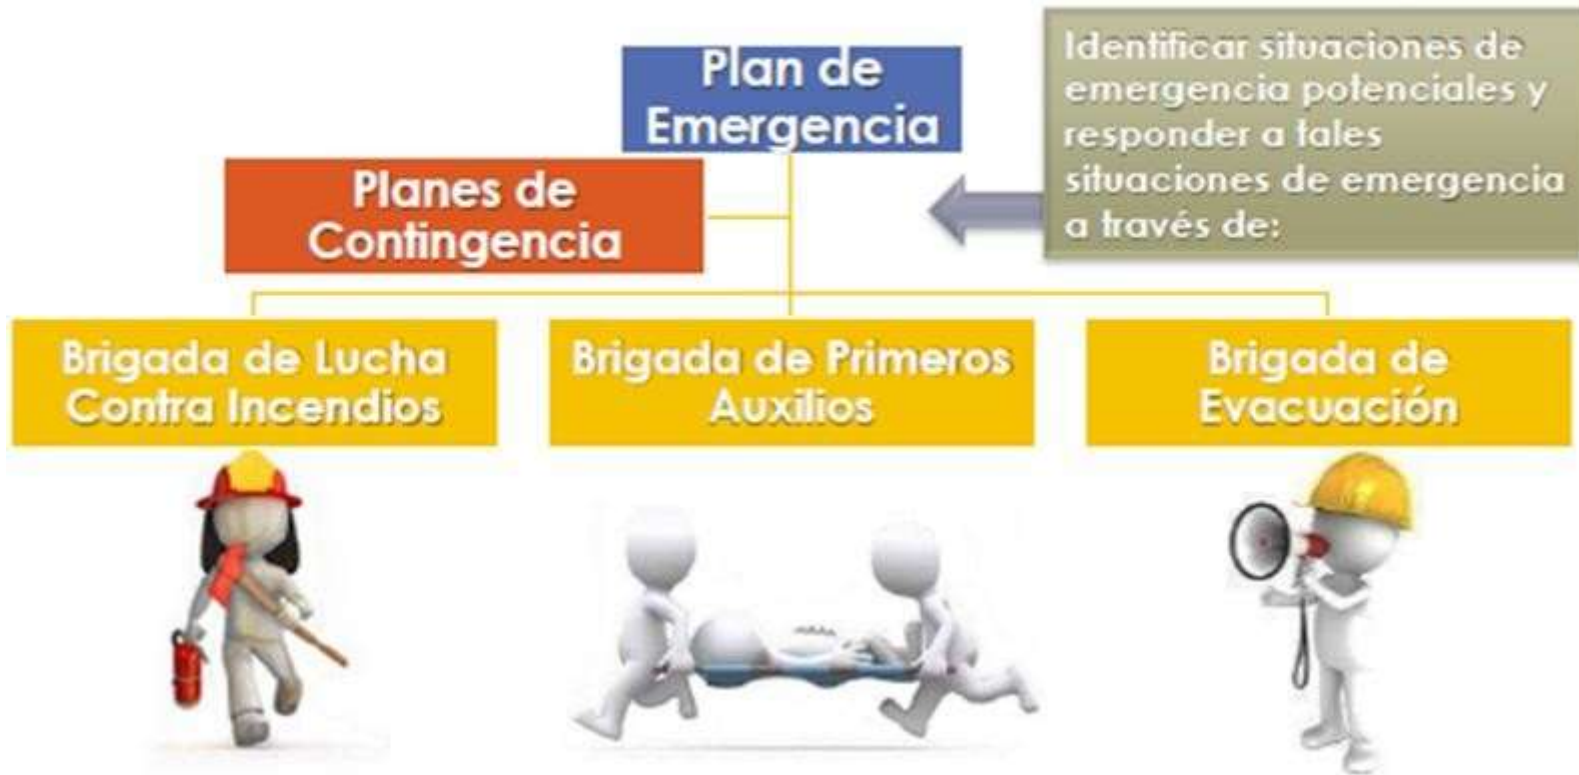 Plan de
Emergencia
Identificar situaciones de
emergencia potenciales y
responder a tales
situaciones de emergencia
a través de:
Planes de
Contingencia
Brigada de Lucha
Contra Incendios
Brigada de Primeros
Auxilios
Brigada de
Evacuación